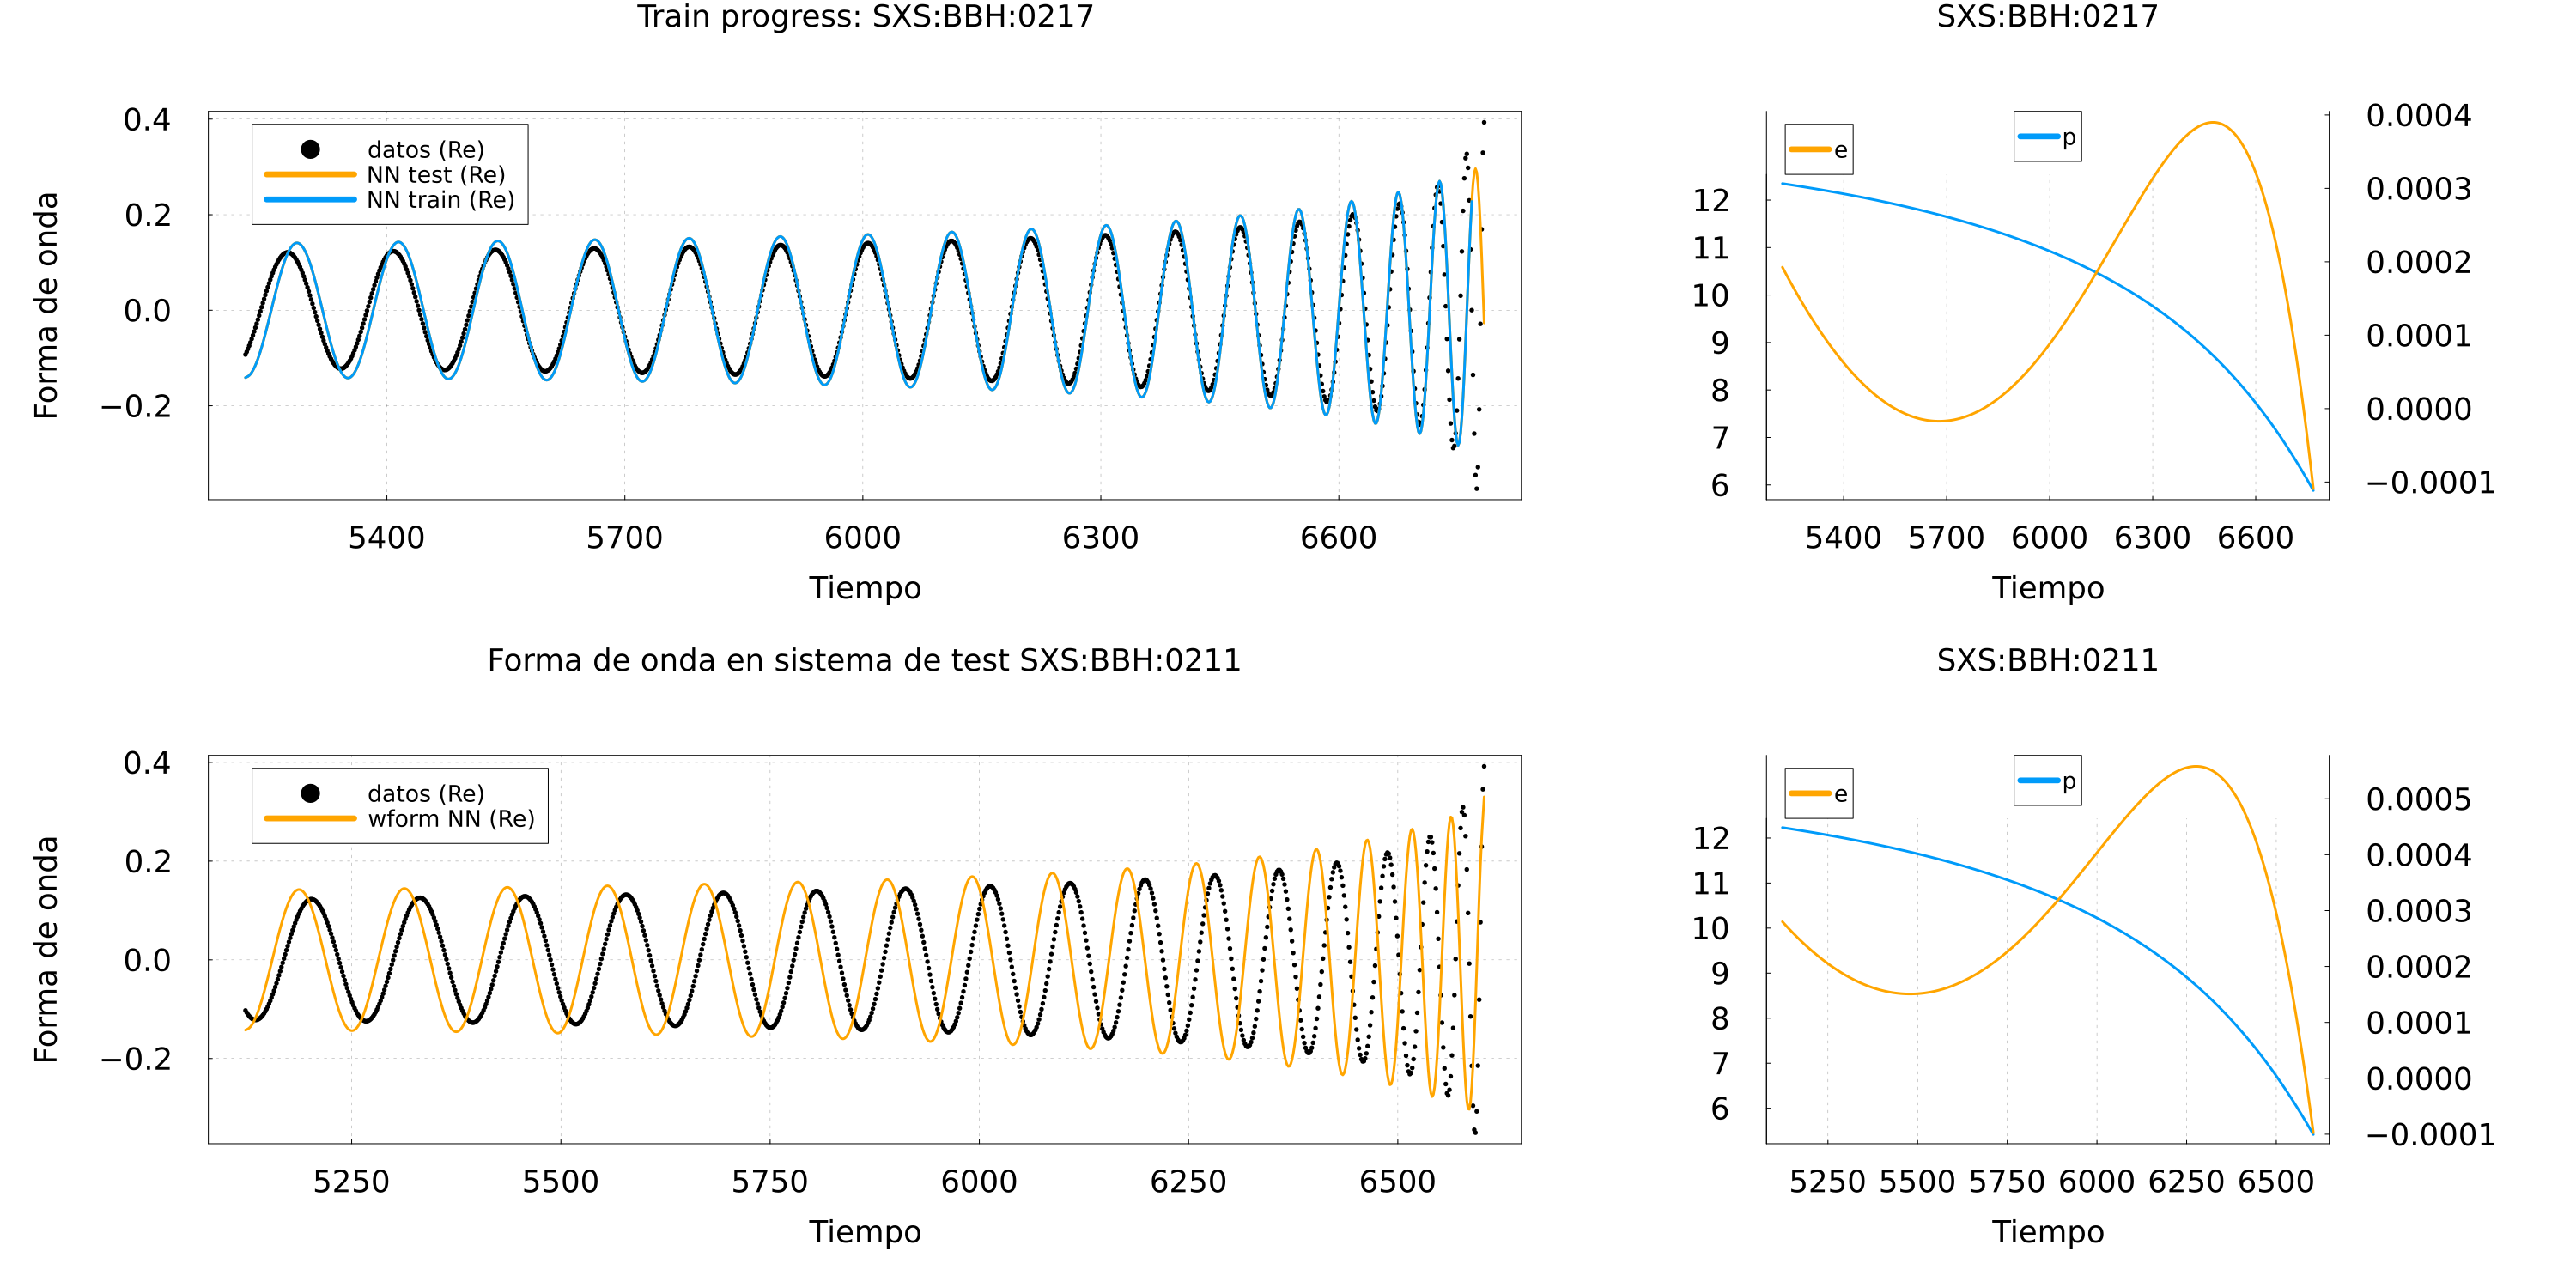 Train progress: SXS:BBH:0217
Forma de onda
0.4
0.2
0.0
−0.2
datos (Re)
NN test (Re)
NN train (Re)
5400 5700 6000 6300 6600
Tiempo
SXS:BBH:0217
12
11
10
9
8
7
6
e
p
0.0004
0.0003
0.0002
0.0001
0.0000
−0.0001
5400 5700 6000 6300 6600
Tiempo
Forma de onda en sistema de test SXS:BBH:0211
Forma de onda
0.4
0.2
0.0
−0.2
datos (Re)
wform NN (Re)
5250 5500 5750 6000 6250 6500
Tiempo
SXS:BBH:0211
12
11
10
9
8
7
6
e
p
0.0005
0.0004
0.0003
0.0002
0.0001
0.0000
−0.0001
5250 5500 5750 6000 6250 6500
Tiempo